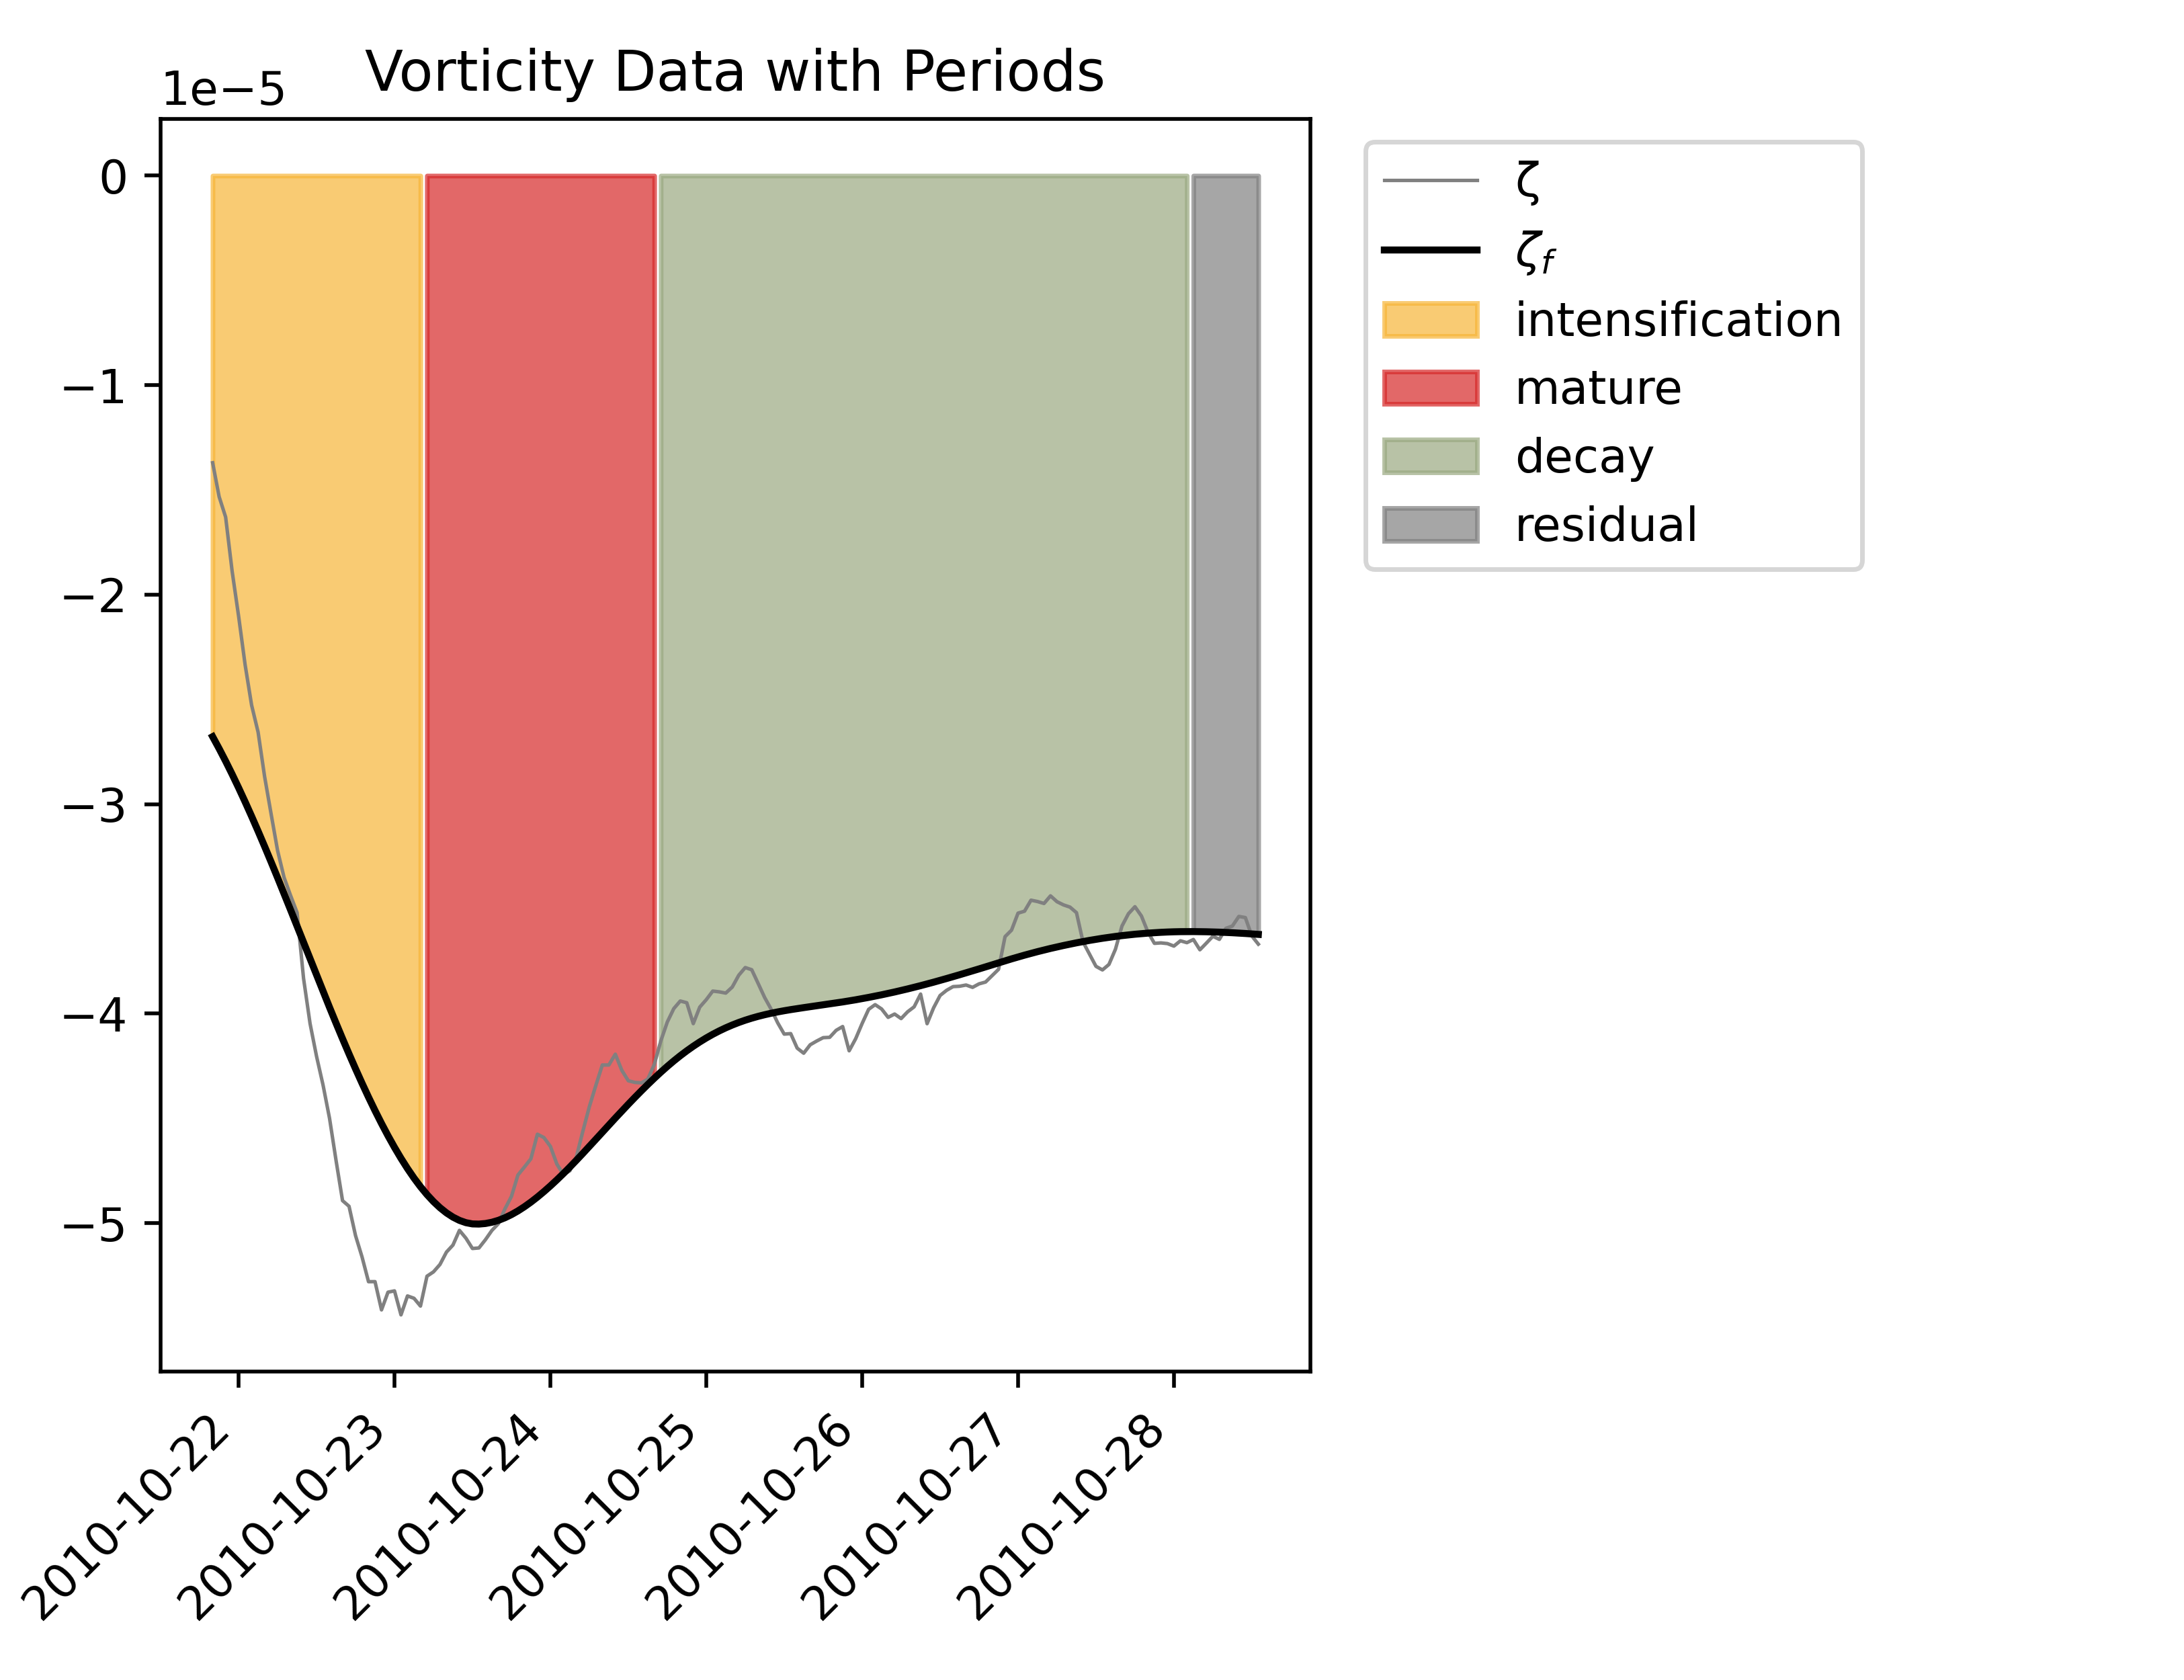 Vorticity Data with Periods
1e−5
0
−1
−2
−3
−4
−5
2010-10-22
2010-10-23
2010-10-24
2010-10-25
2010-10-26
2010-10-27
2010-10-28
ζ
ζf
intensification
mature
decay
residual